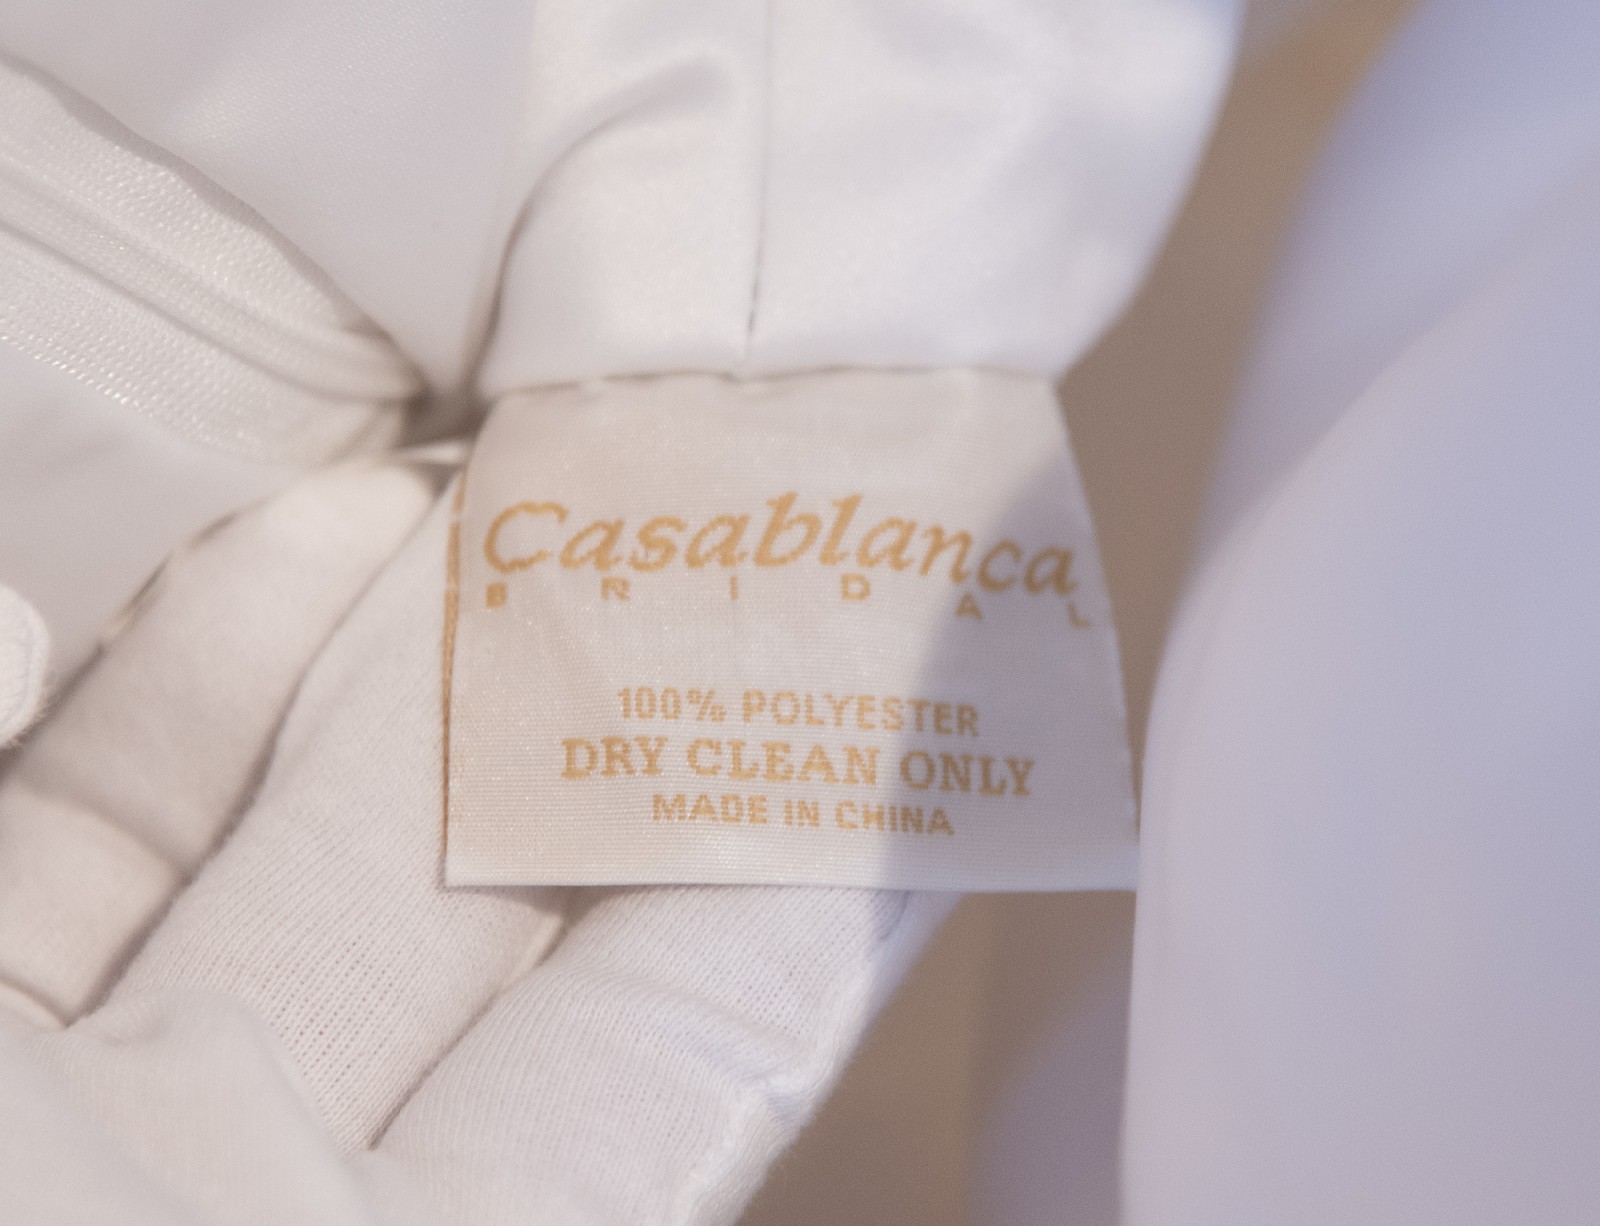 Casablanca
BRIDAL
100% POLYESTER
DRY CLEAN ONLY
MADE IN CHINA